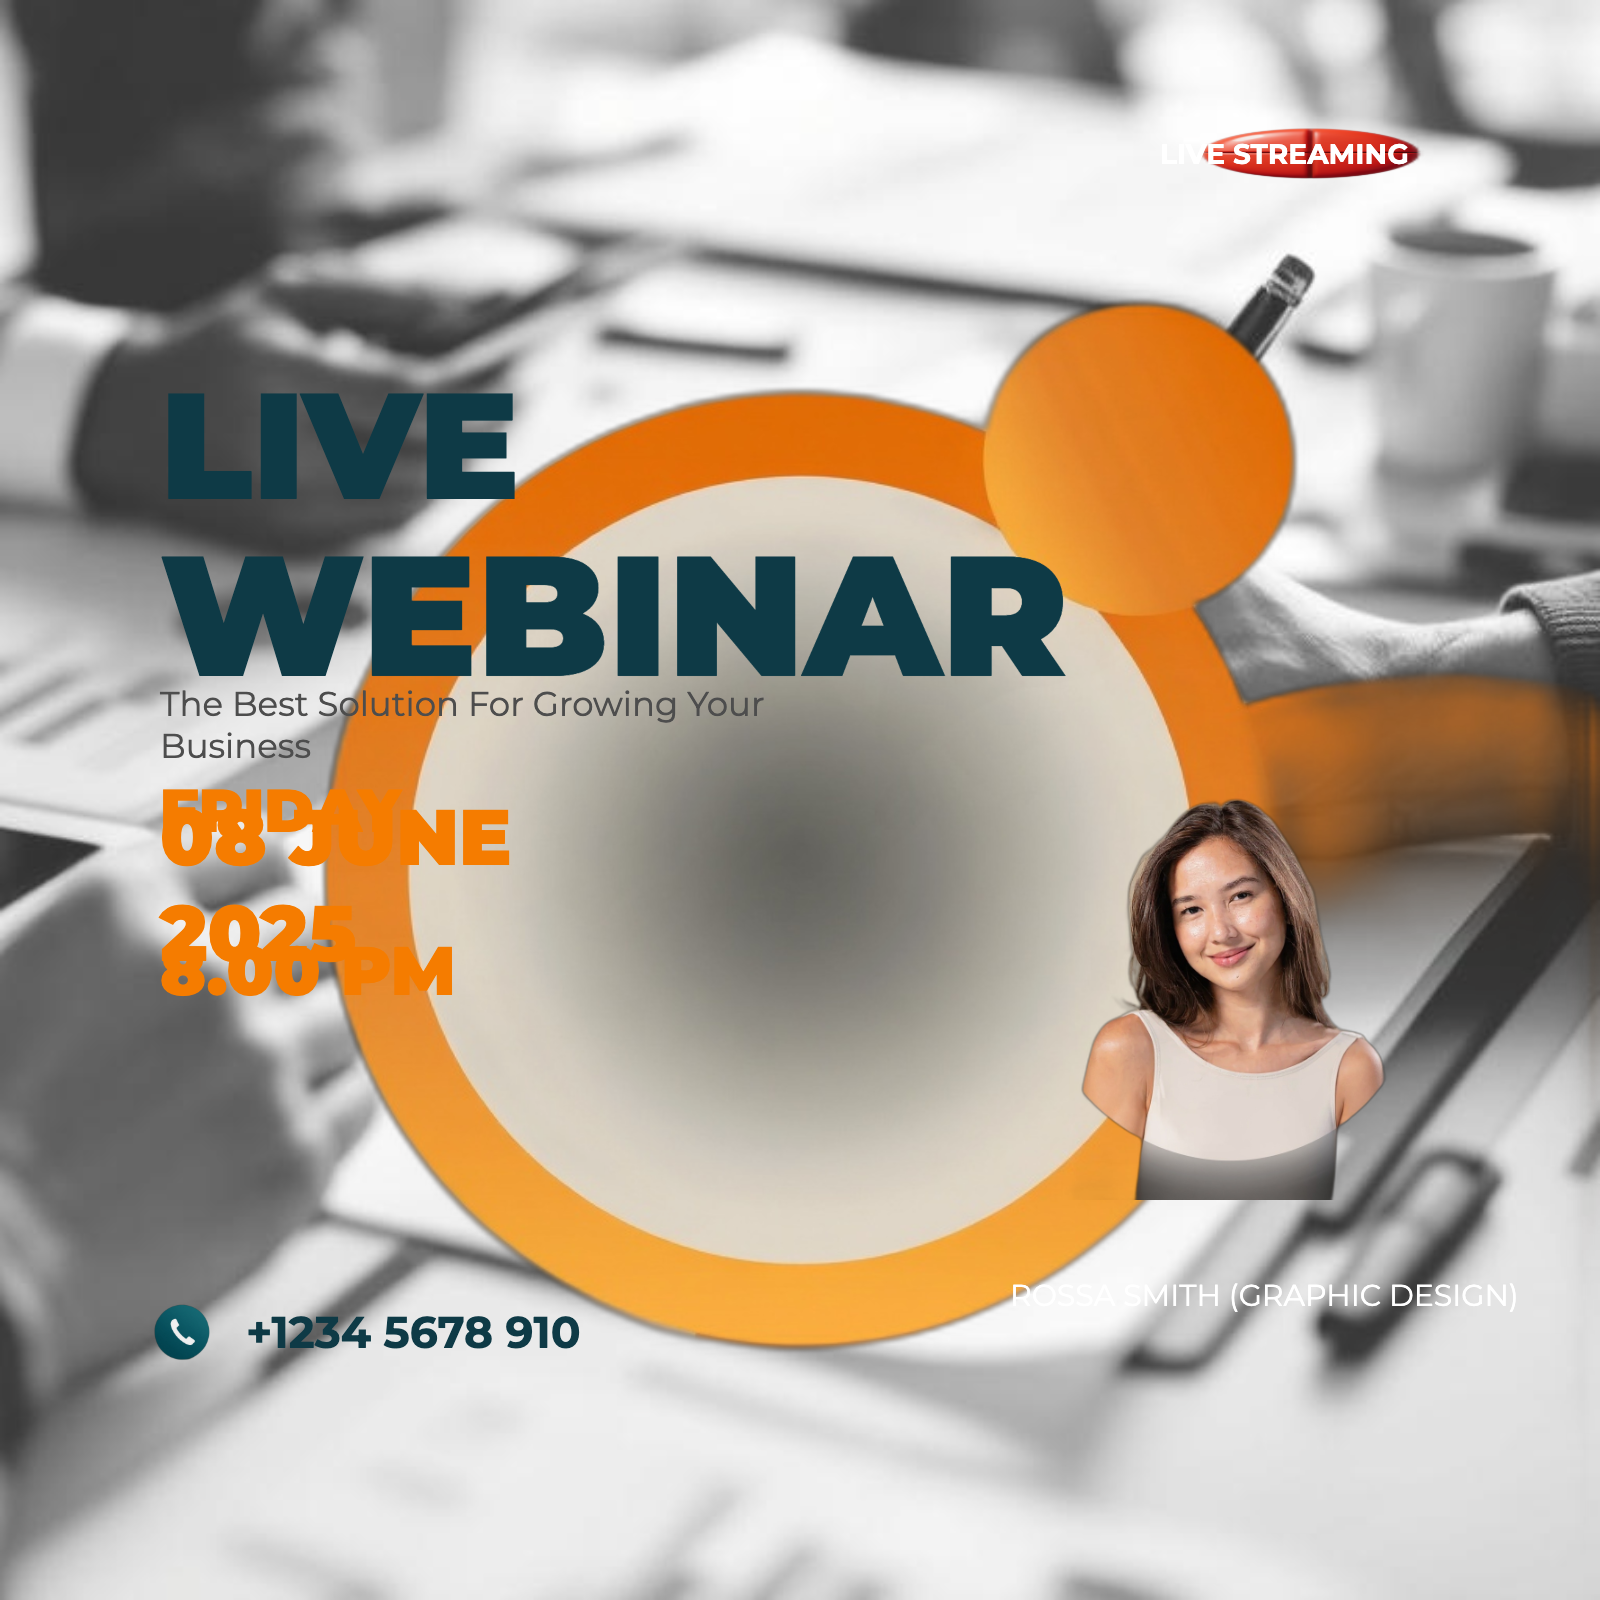 LIVE STREAMING
LIVE
WEBINAR
The Best Solution For Growing Your
Business
FRIDAY
08 JUNE
2025
8.00 PM
ROSSA SMITH (GRAPHIC DESIGN)
+1234 5678 910